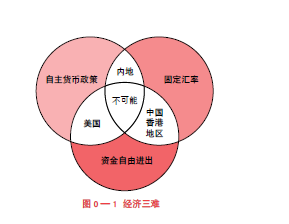 自主货币政策
内地
固定汇率
不可能
美国
中国
香港
地区
资金自由进出
图 0 — 1 经济三难